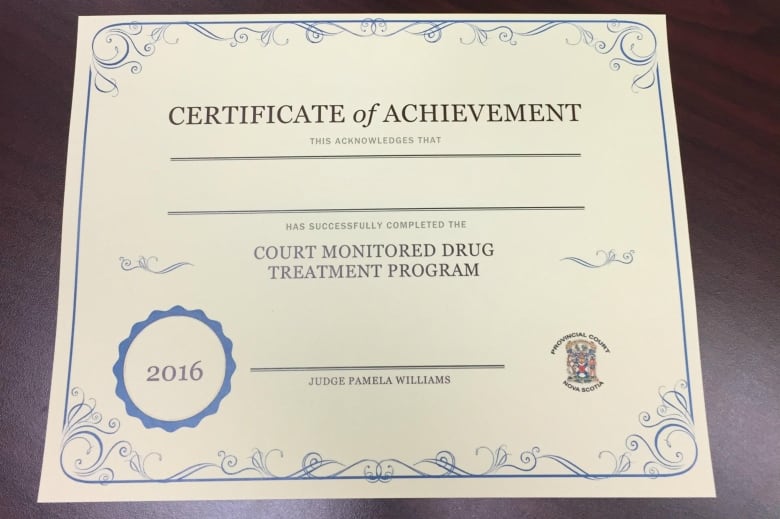 CERTIFICATE of ACHIEVEMENT
THIS ACKNOWLEDGES THAT
HAS SUCCESSFULLY COMPLETED THE
COURT MONITORED DRUG
TREATMENT PROGRAM
2016
JUDGE PAMELA WILLIAMS
PROVINCIAL COURT
NOVA SCOTIA